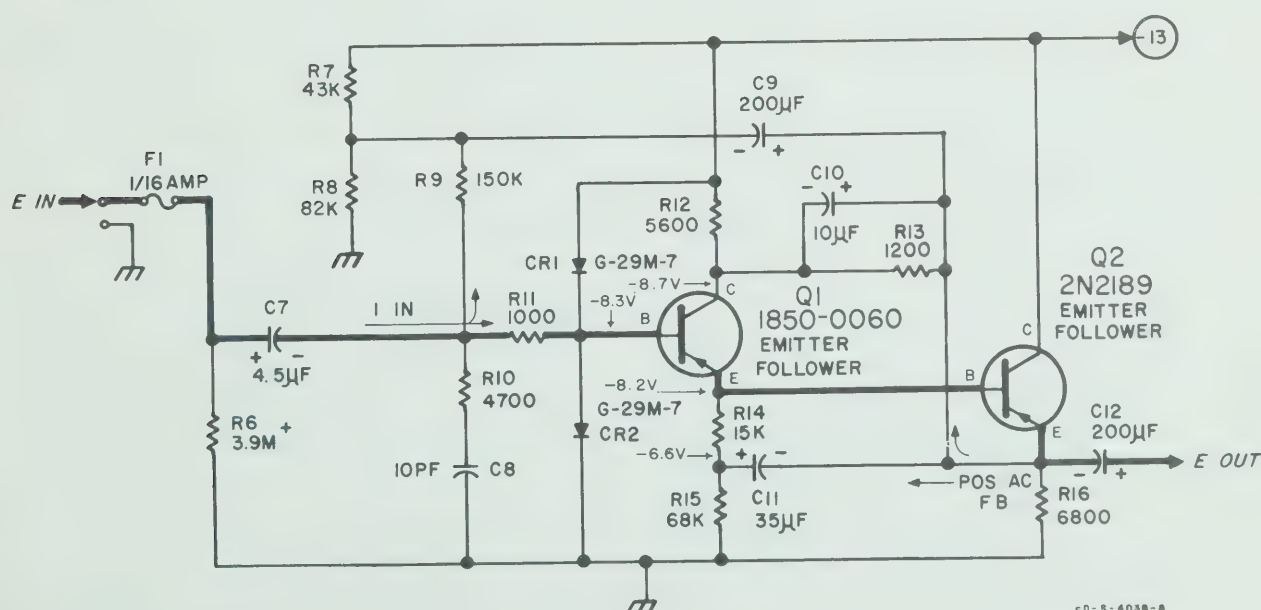 -13
R7
43K
C9
200µF
F1
1/16 AMP
E IN
R8
82K
R9
150K
C10
- +
10µF
- +
R12
5600
R13
1200
CR1
G-29M-7
-8.7V
C
Q1
1850-0060
EMITTER
FOLLOWER
Q2
2N2189
EMITTER
FOLLOWER
C7
+ -
4.5µF
I IN
R11
1000
-8.3V
B
C
R10
4700
-8.2V
E
B
G-29M-7
CR2
R14
15K
E
C12
200µF
- +
E OUT
R6 +
3.9M
10PF
C8
-6.6V
+ -
POS AC
FB
R15
68K
C11
35µF
R16
6800